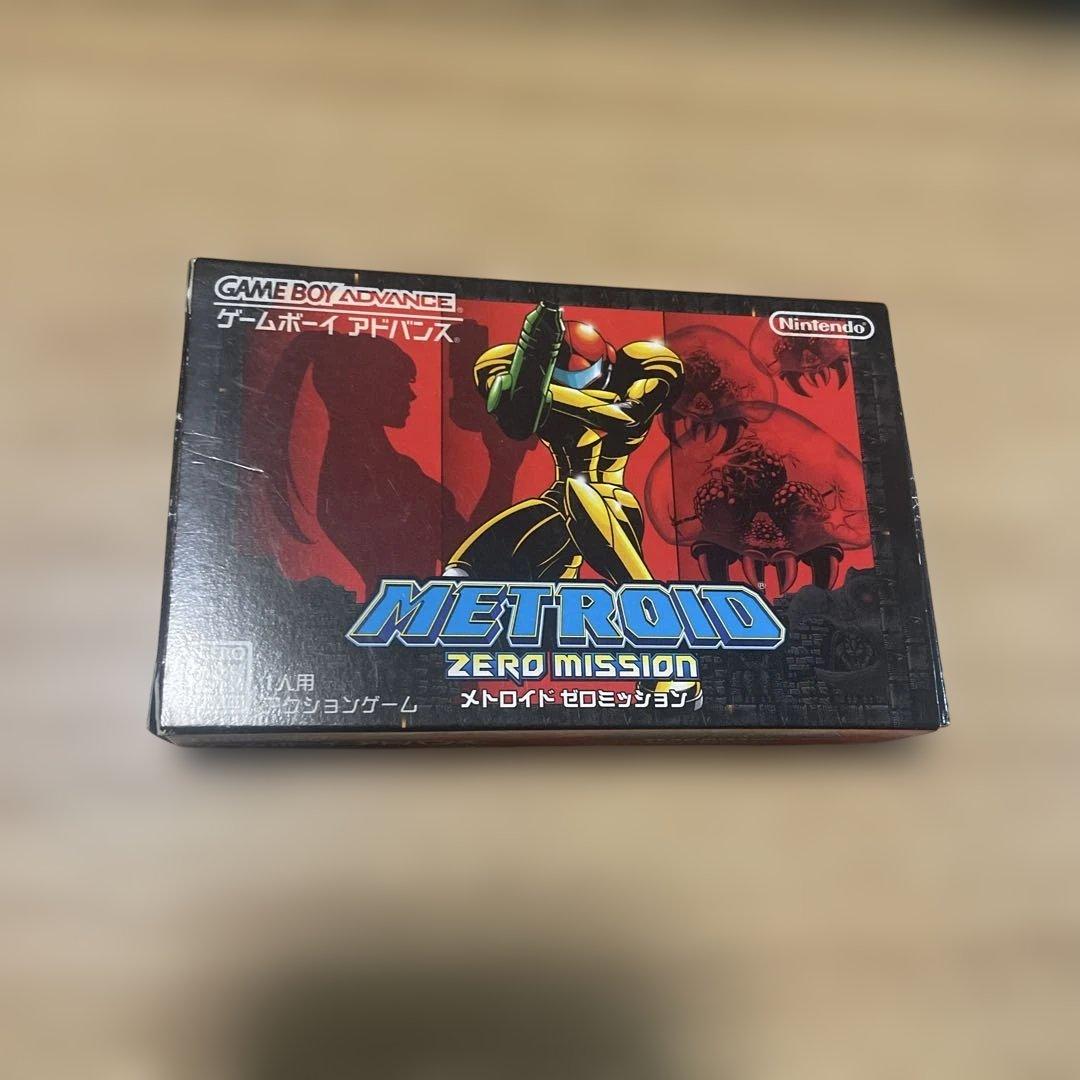 GAME BOY ADVANCE
ゲームボーイ アドバンス
Nintendo
METROID
ZERO MISSION
メトロイド ゼロミッション
1人用
アクションゲーム